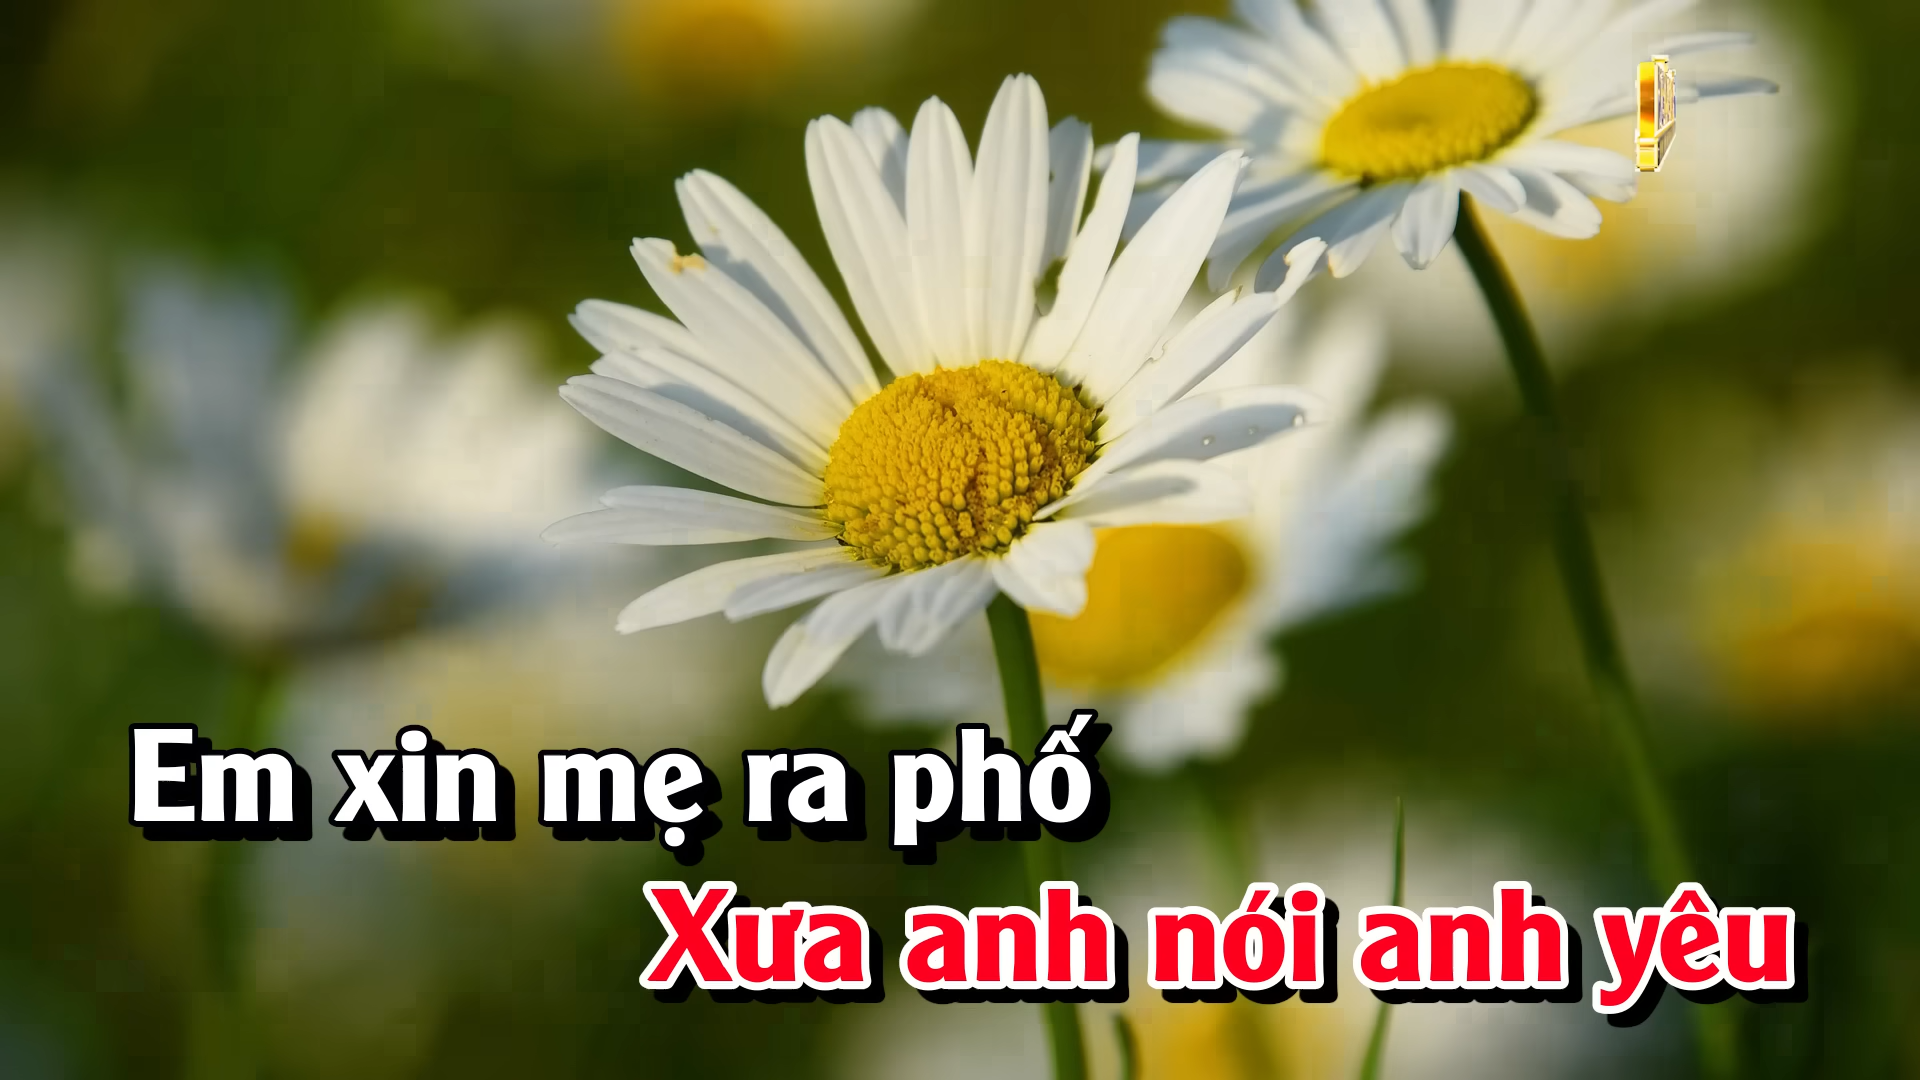 Em xin mẹ ra phố
Xưa anh nói anh yêu